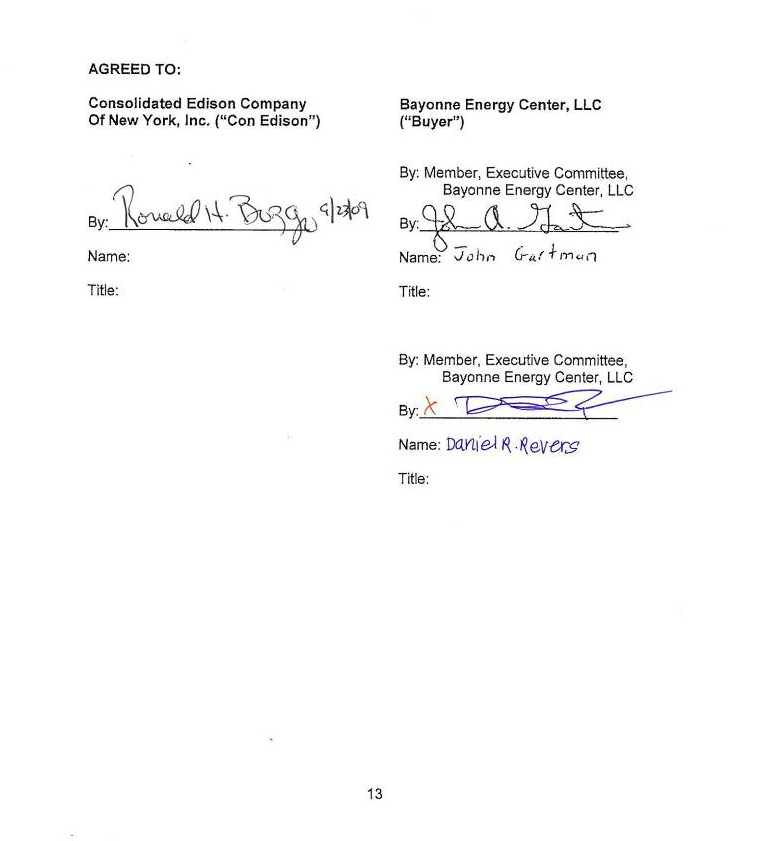 AGREED TO:
Consolidated Edison Company
Of New York, Inc. ("Con Edison")
By: Ronald H. Bozgo 9/23/09
Name:
Title:
Bayonne Energy Center, LLC
("Buyer")
By: Member, Executive Committee,
Bayonne Energy Center, LLC
By: John A.
Name: John Gartman
Title:
By: Member, Executive Committee,
Bayonne Energy Center, LLC
By: X
Name: Daniel R. Revers
Title:
13